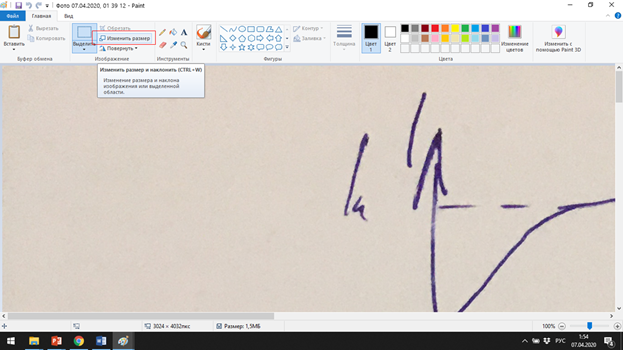 Фото 07.04.2020, 01 39 12 - Paint
Файл Главная Вид
Вставить
Вырезать
Копировать
Буфер обмена
Выделить
Обрезать
Изменить размер
Повернуть
Изображение
Инструменты
Кисти
Фигуры
Контур
Заливка
Толщина
Цвет 1
Цвет 2
Цвета
Изменение цветов
Изменить с помощью Paint 3D
Изменить размер и наклонить (CTRL+W)
Изменение размера и наклона
изображения или выделенной
области.
3024 × 4032пкс
Размер: 1,5МБ
100%
РУС
1:54
07.04.2020